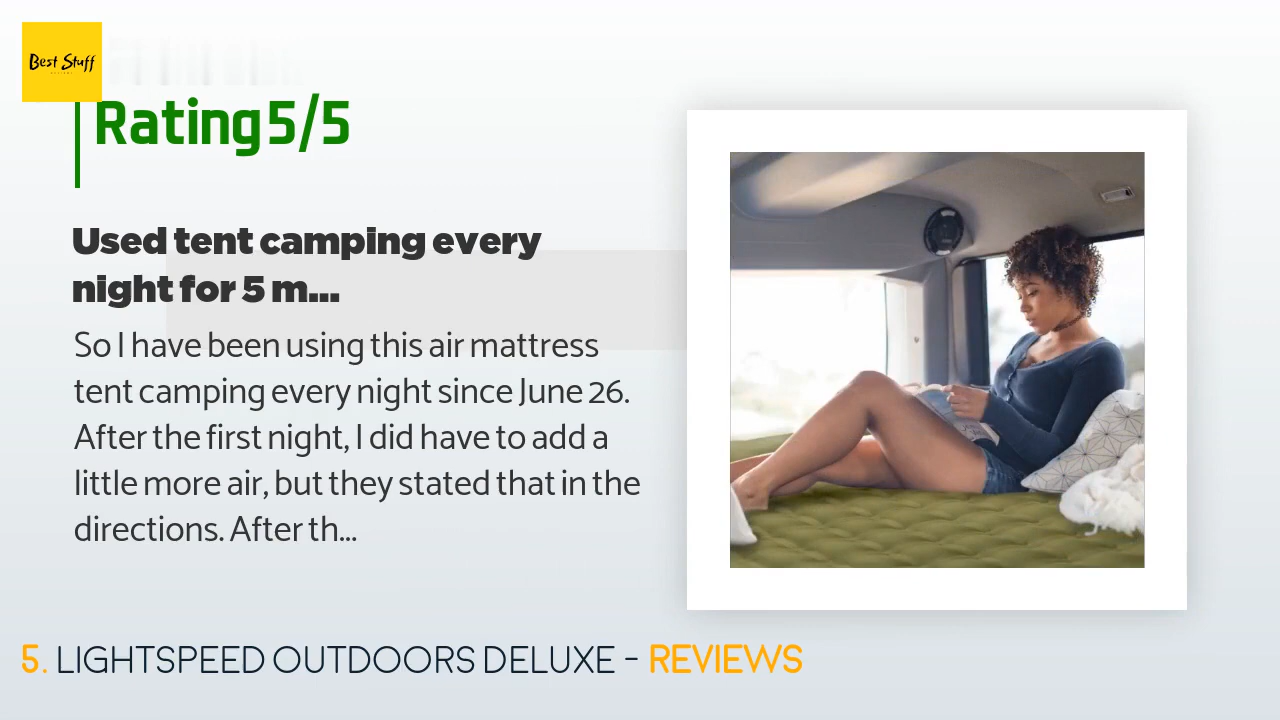 Best Stuff
Rating 5/5
Used tent camping every
night for 5 m...
So I have been using this air mattress
tent camping every night since June 26.
After the first night, I did have to add a
little more air, but they stated that in the
directions. After th...
5. LIGHTSPEED OUTDOORS DELUXE - REVIEWS